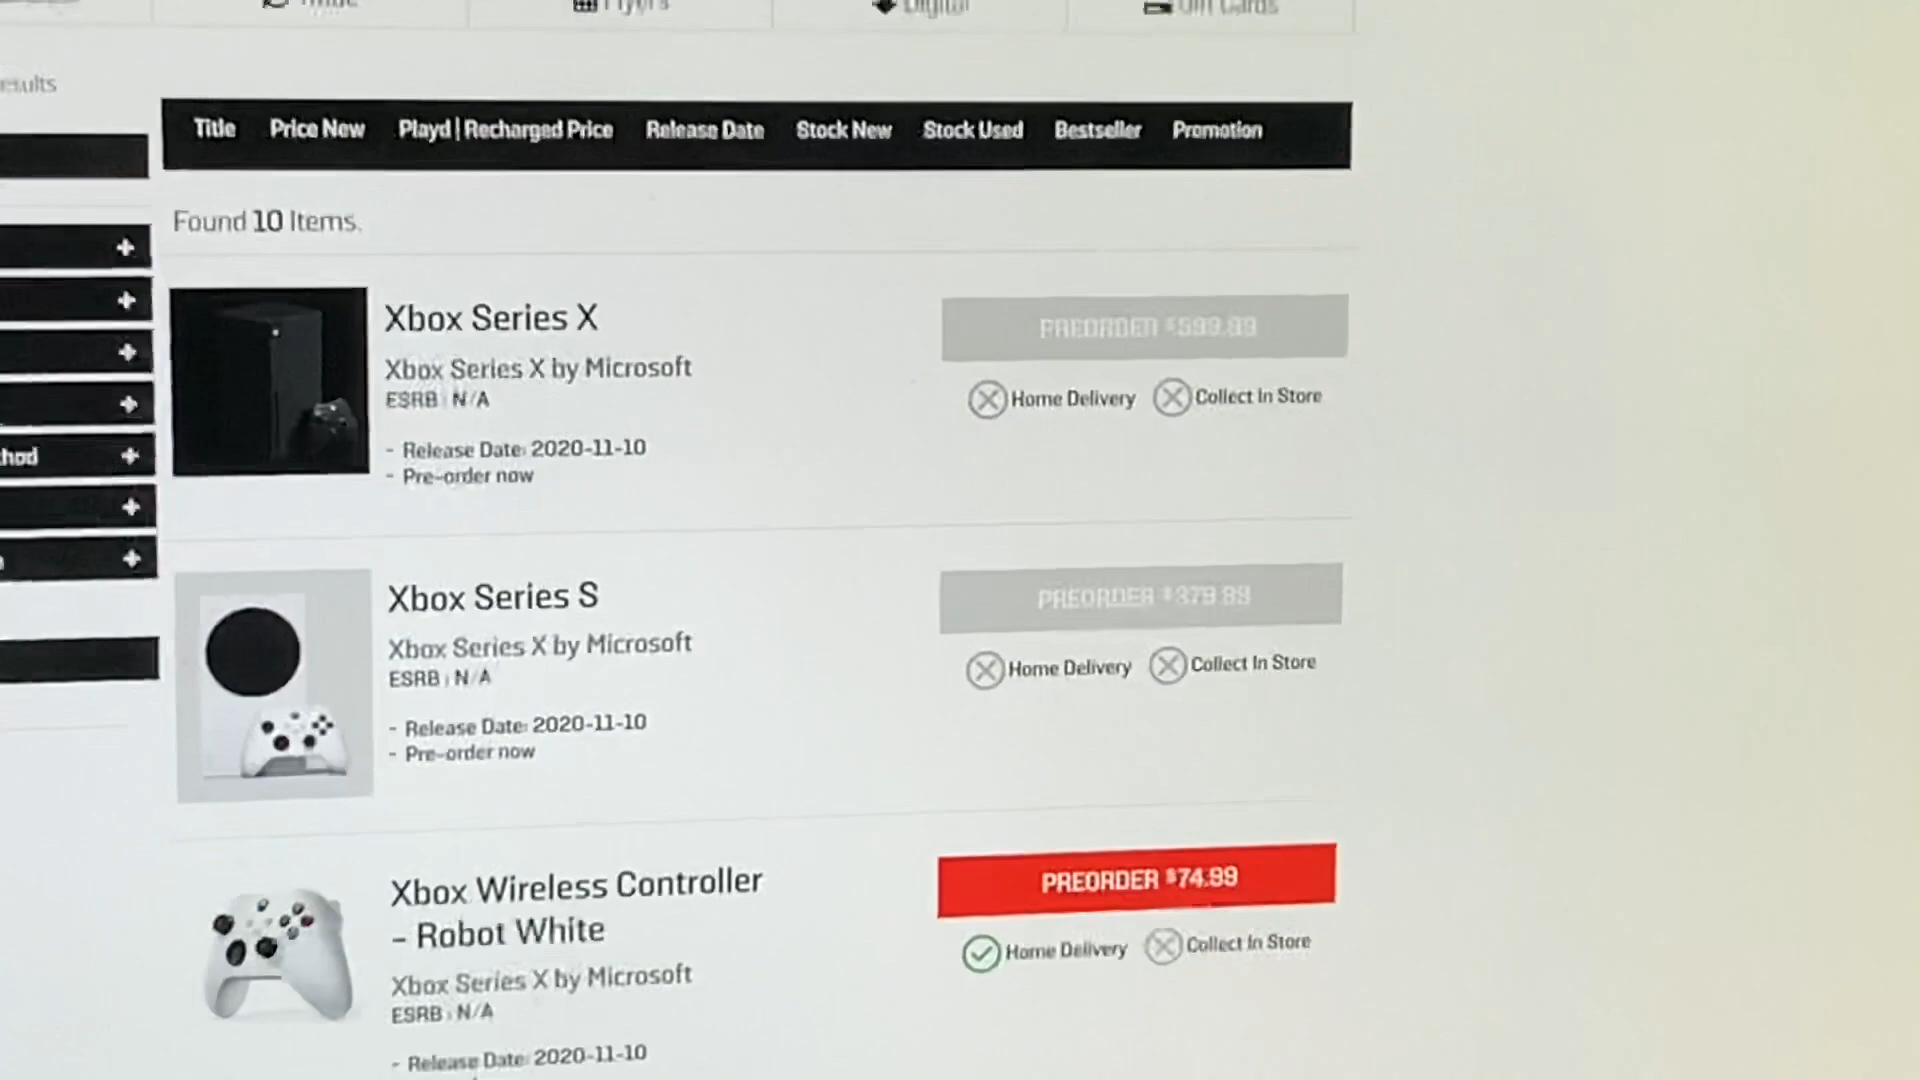 Flyers
Digital
Gift Cards
esults
Title Price New Playd | Recharged Price Release Date Stock New Stock Used Bestseller Promotion
Found 10 Items.
Xbox Series X
Xbox Series X by Microsoft
ESRB : N/A
- Release Date: 2020-11-10
- Pre-order now
PREORDER $599.99
Home Delivery Collect In Store
hod
Xbox Series S
Xbox Series X by Microsoft
ESRB : N/A
- Release Date: 2020-11-10
- Pre-order now
PREORDER $379.99
Home Delivery Collect In Store
Xbox Wireless Controller
- Robot White
Xbox Series X by Microsoft
ESRB : N/A
- Release Date: 2020-11-10
PREORDER $74.99
Home Delivery Collect In Store